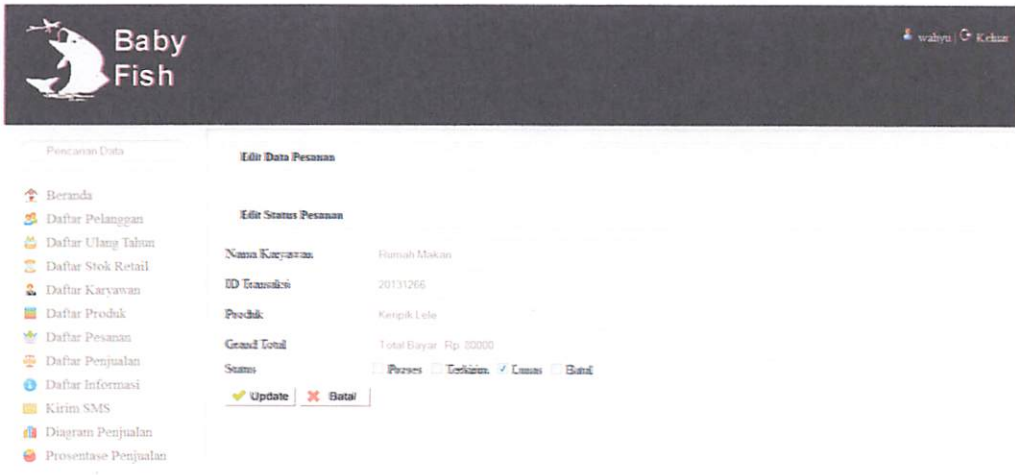 Baby
Fish
wahyu | Keluar
Pencarian Data
Beranda
Daftar Pelanggan
Daftar Ulang Tahun
Daftar Stok Retail
Daftar Karyawan
Daftar Produk
Daftar Pesanan
Daftar Penjualan
Daftar Informasi
Kirim SMS
Diagram Penjualan
Prosentase Penjualan
Edit Data Pesanan
Edit Status Pesanan
Nama Karyawan Rumah Makan
ID Transaksi 20131266
Produk Keripik Lele
Grand Total Total Bayar Rp. 80000
Status Proses Terkirim Lunas Batal
Update Batal